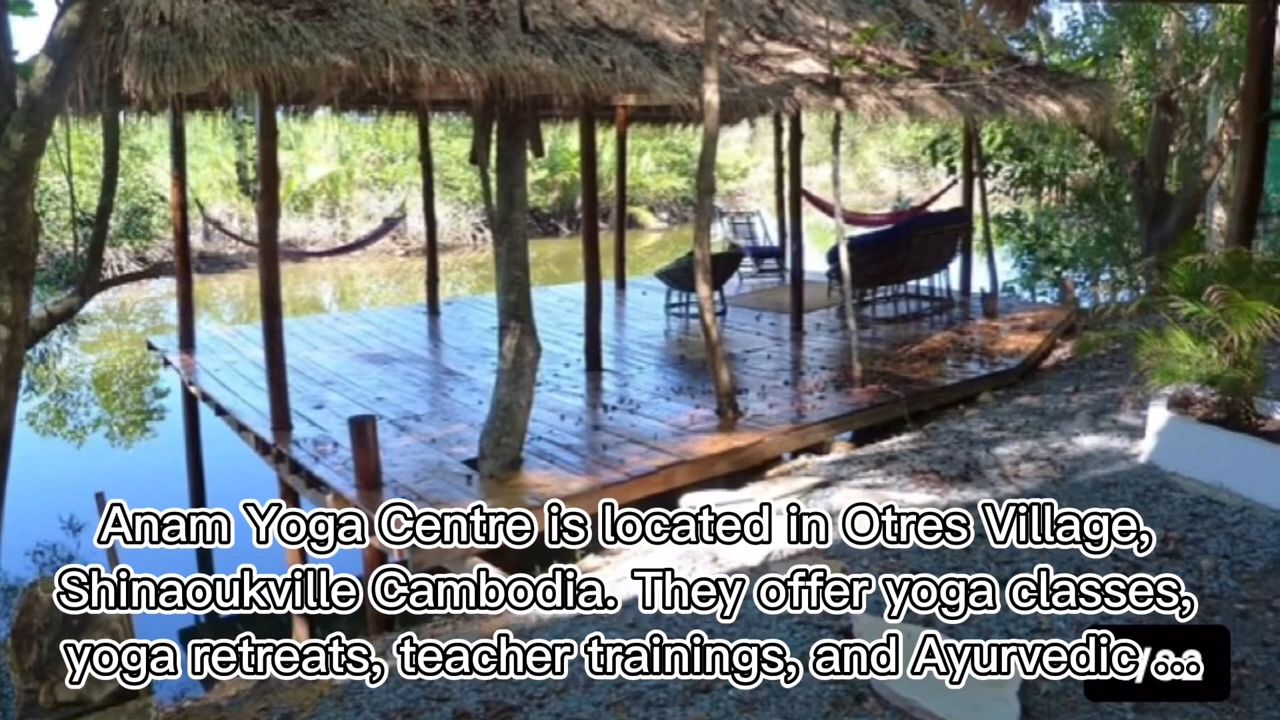 Anam Yoga Centre is located in Otres Village,
Shinaoukville Cambodia. They offer yoga classes,
yoga retreats, teacher trainings, and Ayurvedic ...